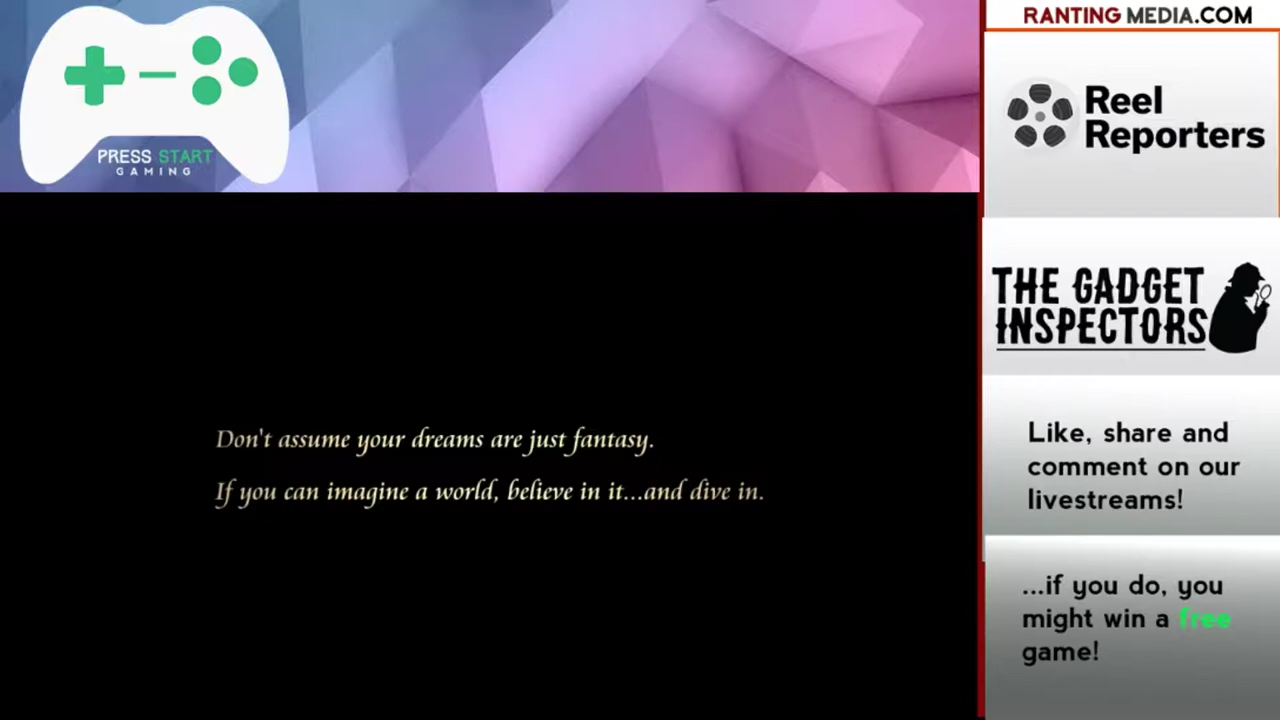 PRESS START
GAMING
Don't assume your dreams are just fantasy.
If you can imagine a world, believe in it...and dive in.
RANTING MEDIA.COM
Reel
Reporters
THE GADGET
INSPECTORS
Like, share and
comment on our
livestreams!
...if you do, you
might win a free
game!